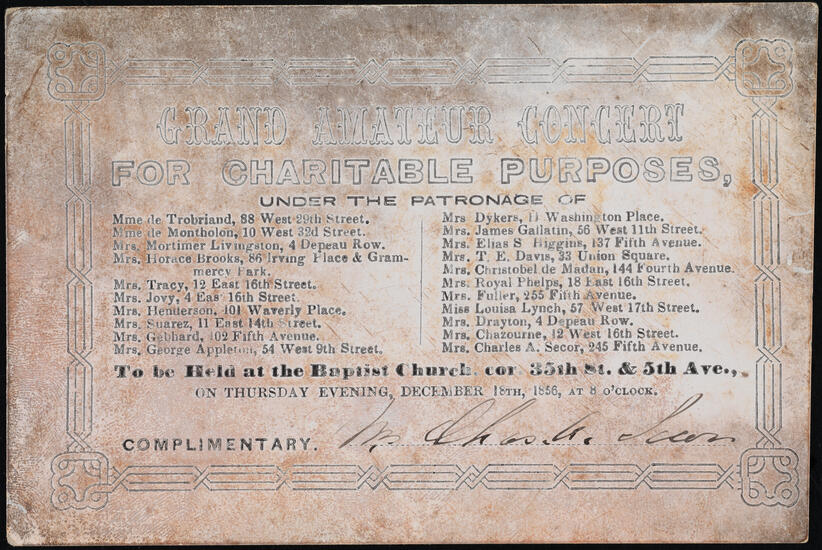 GRAND AMATEUR CONCERT
FOR CHARITABLE PURPOSES,
UNDER THE PATRONAGE OF
Mme de Trobriand, 88 West 29th Street.
Mme de Montholon, 10 West 32d Street.
Mrs. Mortimer Livingston, 4 Depeau Row.
Mrs. Horace Brooks, 86 Irving Place & Gram-
mercy Park.
Mrs. Tracy, 12 East 16th Street.
Mrs. Jovy, 4 Eas 16th Street.
Mrs. Henderson, 101 Waverly Place.
Mrs. Suarez, 11 East 14th Street.
Mrs. Gebhard, 102 Fifth Avenue.
Mrs. George Appleton, 54 West 9th Street.
Mrs Dykers, 11 Washington Place.
Mrs. James Gallatin, 56 West 11th Street.
Mrs. Elias S Higgins, 137 Fifth Avenue.
Mrs. T. E. Davis, 33 Union Square.
Mrs. Christobel de Madan, 144 Fourth Avenue.
Mrs. Royal Phelps, 18 East 16th Street.
Mrs. Fuller, 255 Fifth Avenue.
Miss Louisa Lynch, 57 West 17th Street.
Mrs. Drayton, 4 Depeau Row.
Mrs. Chazourne, 12 West 16th Street.
Mrs. Charles A. Secor, 245 Fifth Avenue.
To be Held at the Baptist Church, cor 35th St. & 5th Ave.,
ON THURSDAY EVENING, DECEMBER 18TH, 1856, AT 8 O'CLOCK.
COMPLIMENTARY. Chas. A. Secor